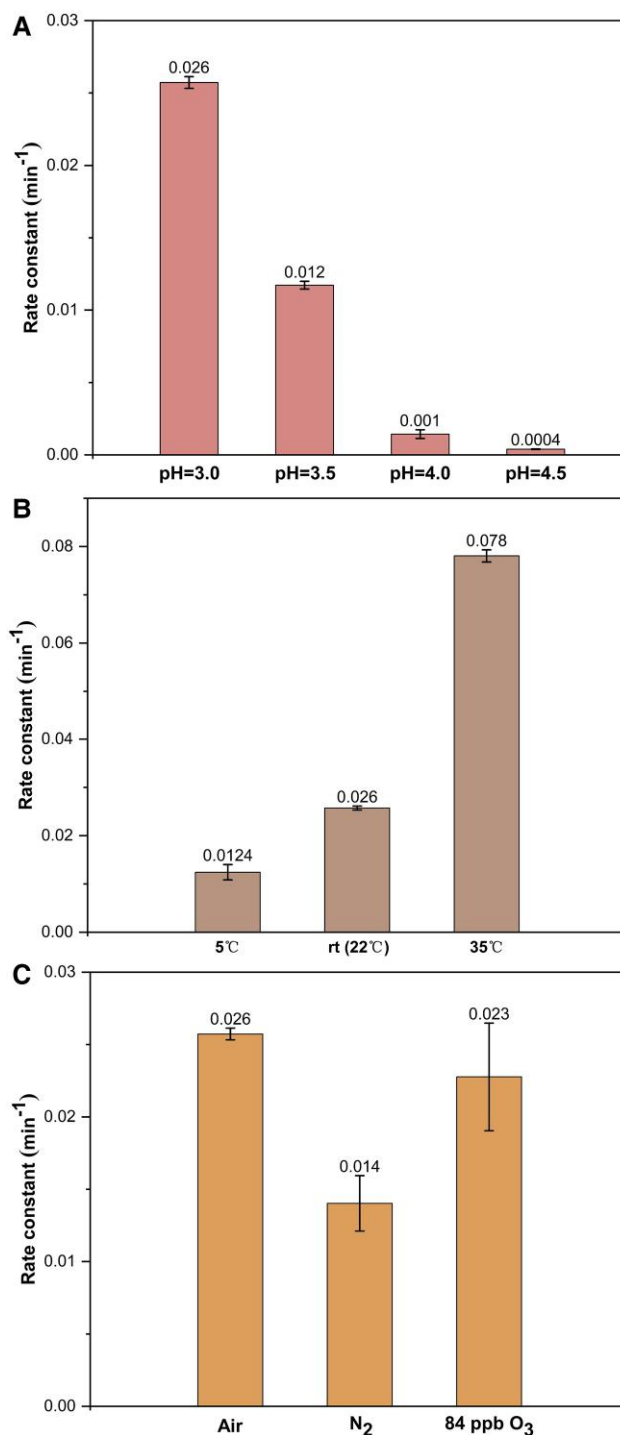 A
Rate constant (min⁻¹)
0.03
0.02
0.01
0.00
0.026
0.012
0.001
0.0004
pH=3.0 pH=3.5 pH=4.0 pH=4.5
B
Rate constant (min⁻¹)
0.08
0.06
0.04
0.02
0.00
0.0124
0.026
0.078
5℃ rt (22℃) 35℃
C
Rate constant (min⁻¹)
0.03
0.02
0.01
0.00
0.026
0.014
0.023
Air N₂ 84 ppb O₃